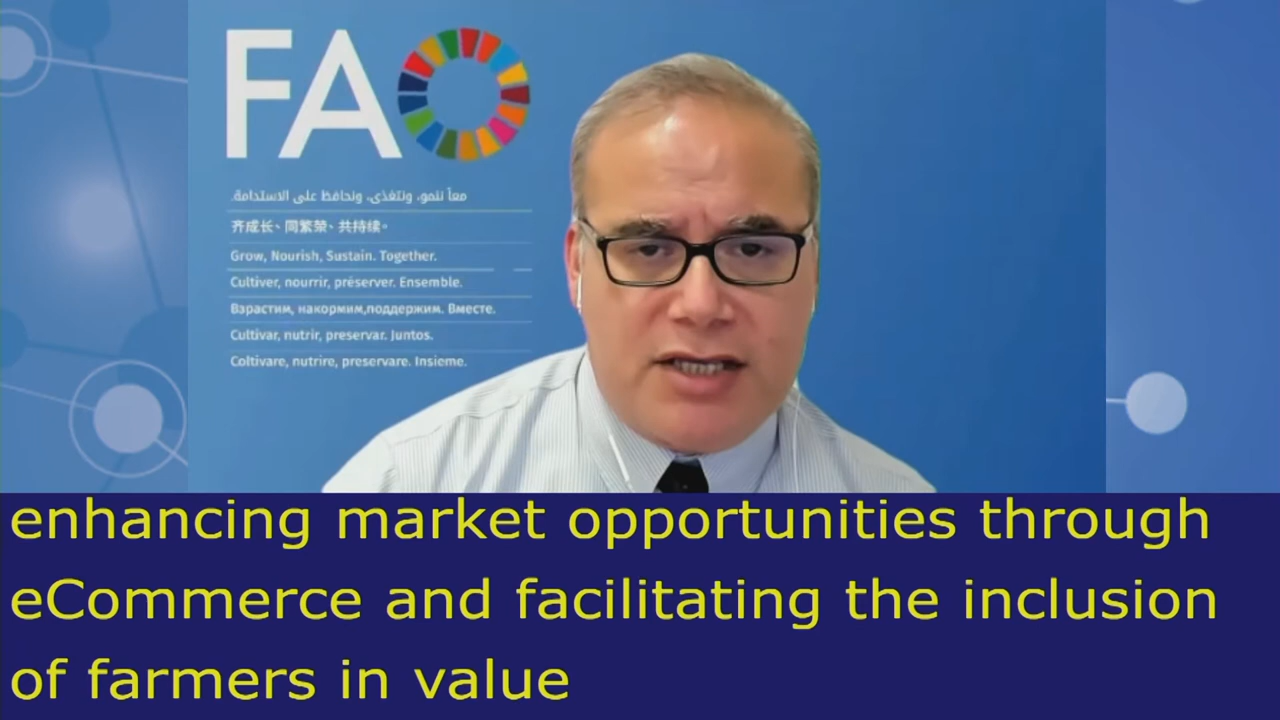 FAO
معاً ننمو، ونتغذى، ونحافظ على الاستدامة.
齐成长、同繁荣、共持续。
Grow, Nourish, Sustain. Together.
Cultiver, nourrir, préserver. Ensemble.
Взрастим, накормим,поддержим. Вместе.
Cultivar, nutrir, preservar. Juntos.
Coltivare, nutrire, preservare. Insieme.
enhancing market opportunities through
eCommerce and facilitating the inclusion
of farmers in value